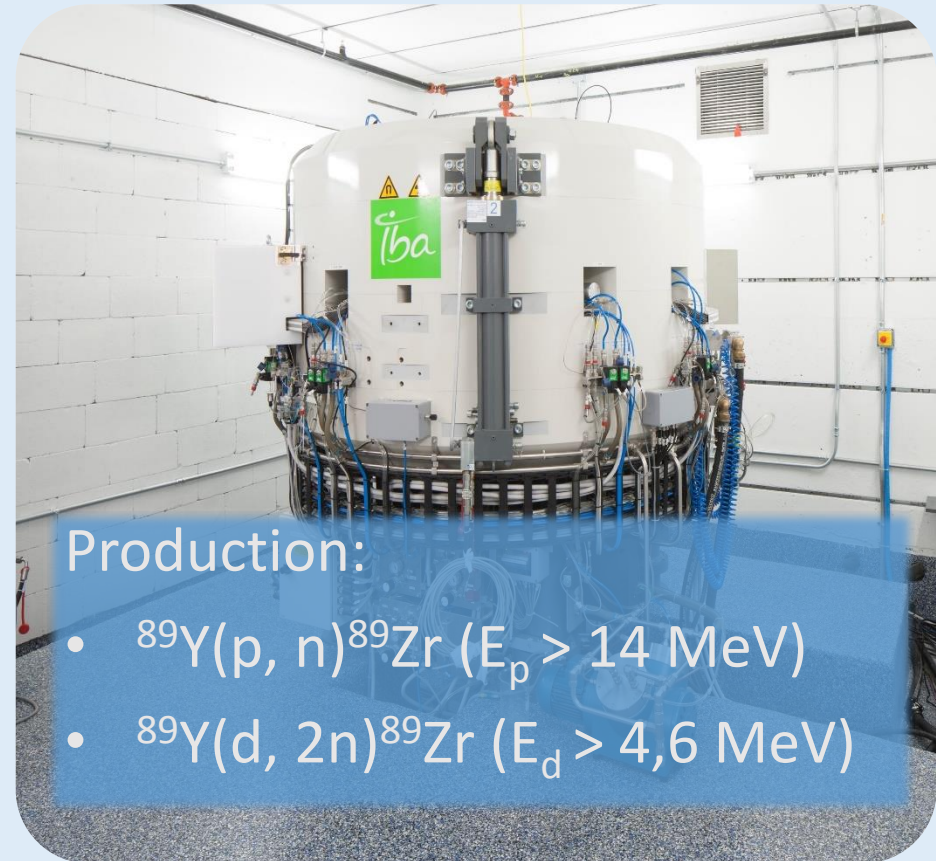 iba
2
Production:
• ⁸⁹Y(p, n)⁸⁹Zr (Eₚ > 14 MeV)
• ⁸⁹Y(d, 2n)⁸⁹Zr (E_d > 4,6 MeV)